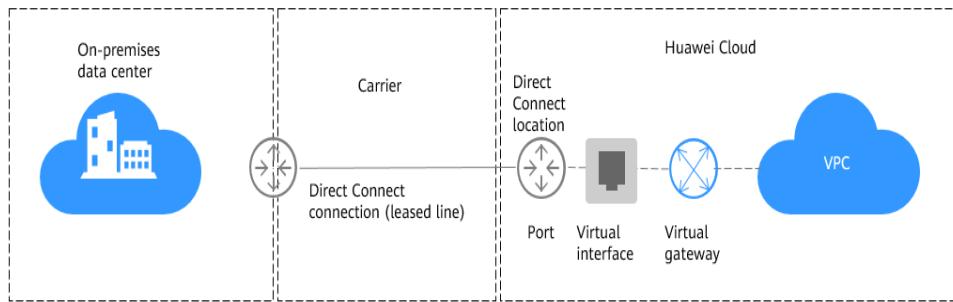 On-premises
data center
Carrier
Huawei Cloud
Direct
Connect
location
VPC
Direct Connect
connection (leased line)
Port
Virtual
interface
Virtual
gateway